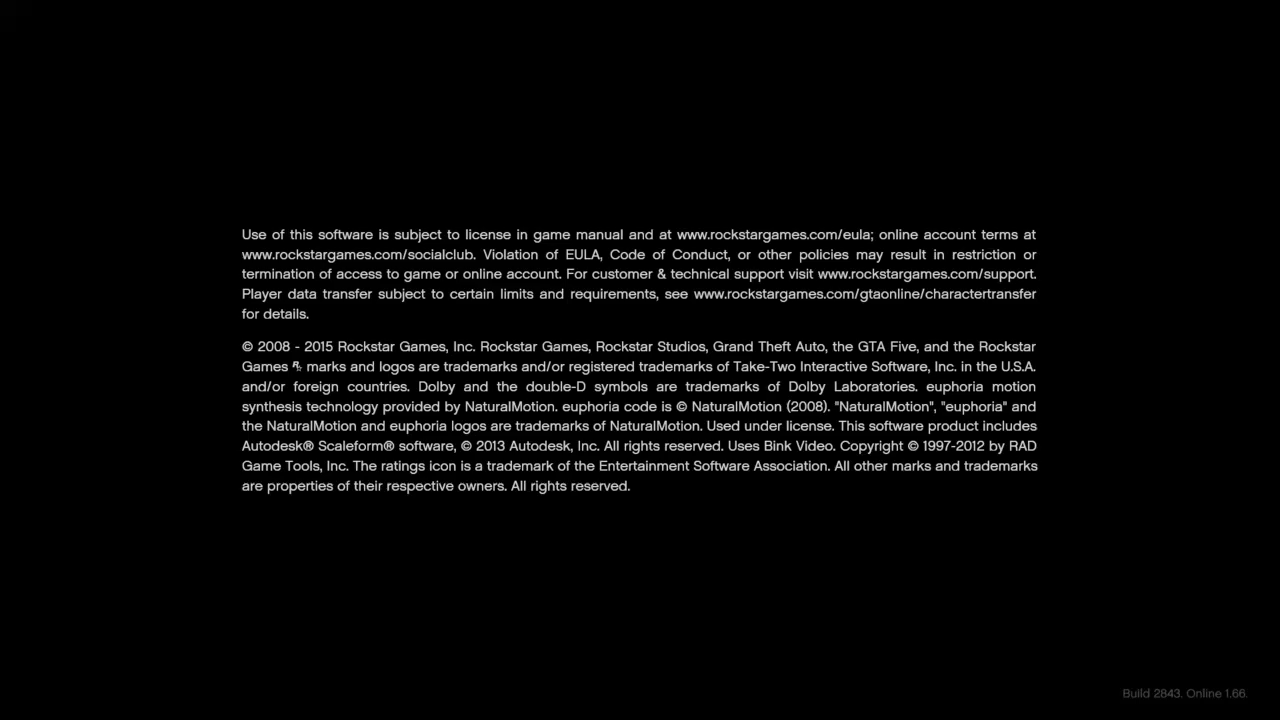 Use of this software is subject to license in game manual and at www.rockstargames.com/eula; online account terms at
www.rockstargames.com/socialclub. Violation of EULA, Code of Conduct, or other policies may result in restriction or
termination of access to game or online account. For customer & technical support visit www.rockstargames.com/support.
Player data transfer subject to certain limits and requirements, see www.rockstargames.com/gtaonline/charactertransfer
for details.
© 2008 - 2015 Rockstar Games, Inc. Rockstar Games, Rockstar Studios, Grand Theft Auto, the GTA Five, and the Rockstar
Games R* marks and logos are trademarks and/or registered trademarks of Take-Two Interactive Software, Inc. in the U.S.A.
and/or foreign countries. Dolby and the double-D symbols are trademarks of Dolby Laboratories. euphoria motion
synthesis technology provided by NaturalMotion. euphoria code is © NaturalMotion (2008). "NaturalMotion", "euphoria" and
the NaturalMotion and euphoria logos are trademarks of NaturalMotion. Used under license. This software product includes
Autodesk® Scaleform® software, © 2013 Autodesk, Inc. All rights reserved. Uses Bink Video. Copyright © 1997-2012 by RAD
Game Tools, Inc. The ratings icon is a trademark of the Entertainment Software Association. All other marks and trademarks
are properties of their respective owners. All rights reserved.
Build 2843. Online 1.66.